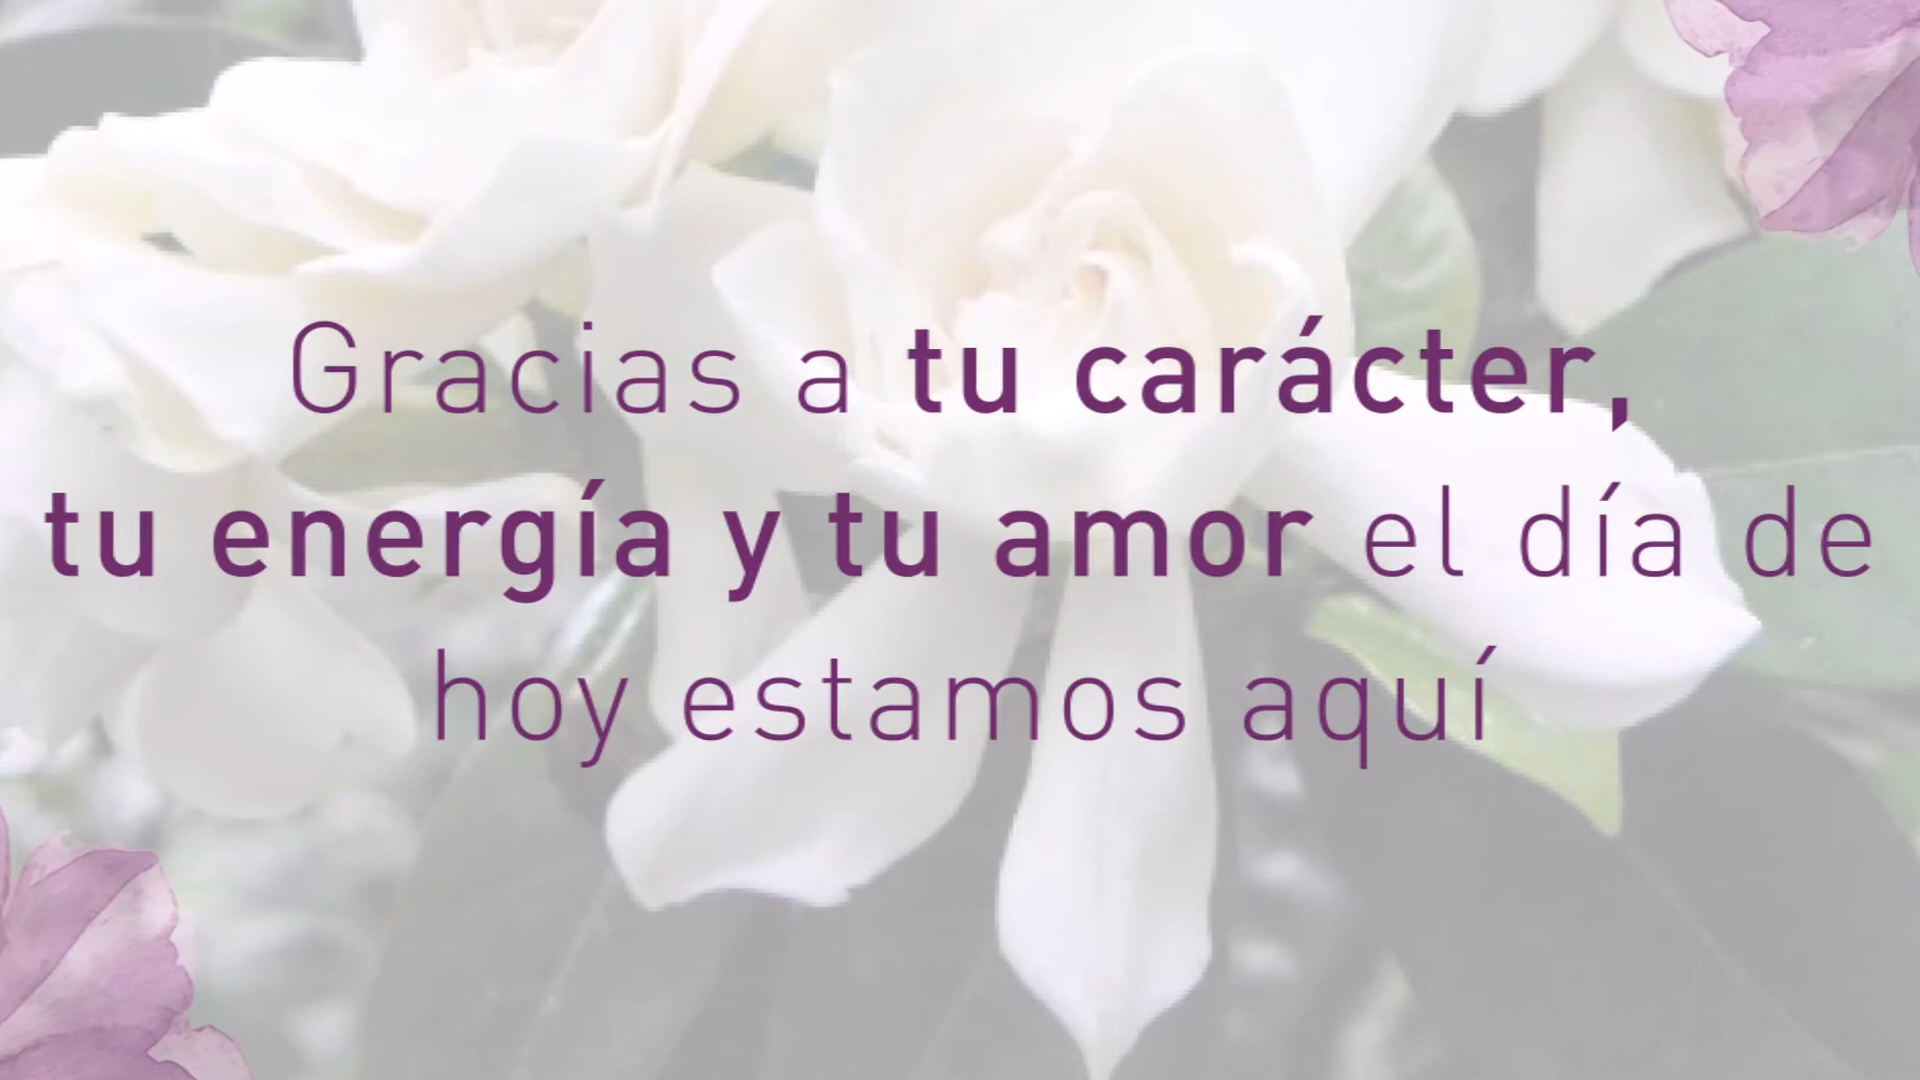 Gracias a tu carácter,
tu energía y tu amor el día de
hoy estamos aquí